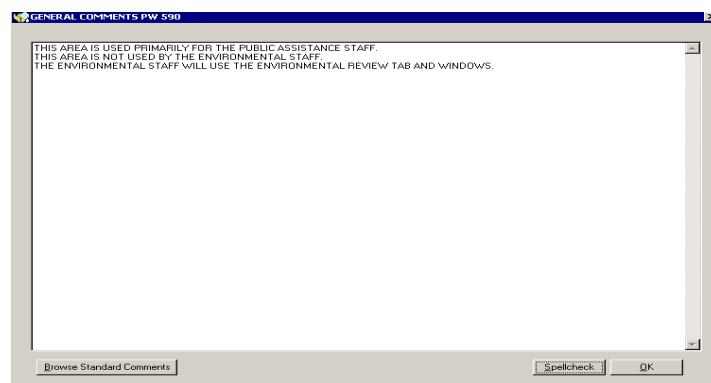 GENERAL COMMENTS PW 590
THIS AREA IS USED PRIMARILY FOR THE PUBLIC ASSISTANCE STAFF.
THIS AREA IS NOT USED BY THE ENVIRONMENTAL STAFF.
THE ENVIRONMENTAL STAFF WILL USE THE ENVIRONMENTAL REVIEW TAB AND WINDOWS.
Browse Standard Comments
Spellcheck
OK